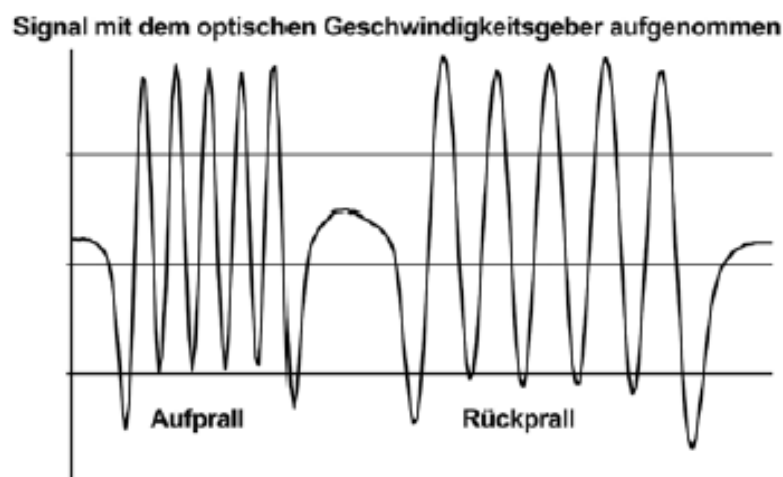 Signal mit dem optischen Geschwindigkeitsgeber aufgenommen
Aufprall
Rückprall